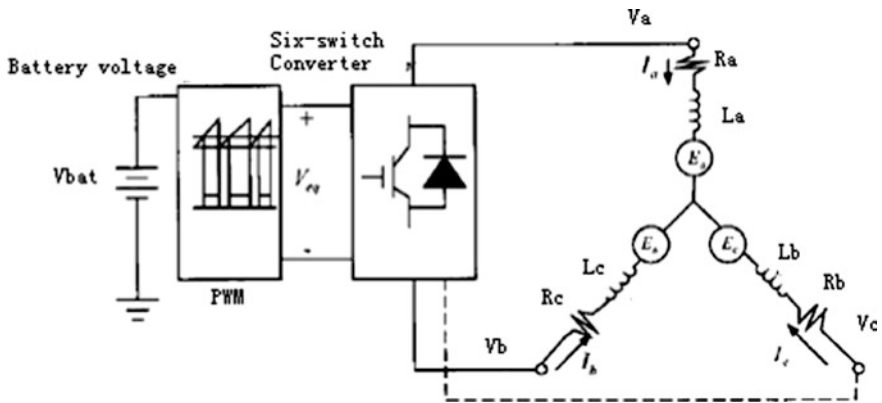 Va
Six-switch
Converter
Battery voltage
Ra
Ia
La
+
Vbat
Veq
Ea
-
Lc
Lb
Ec
PWM
Rc
Rb
Vb
Vc
Ib
Ic